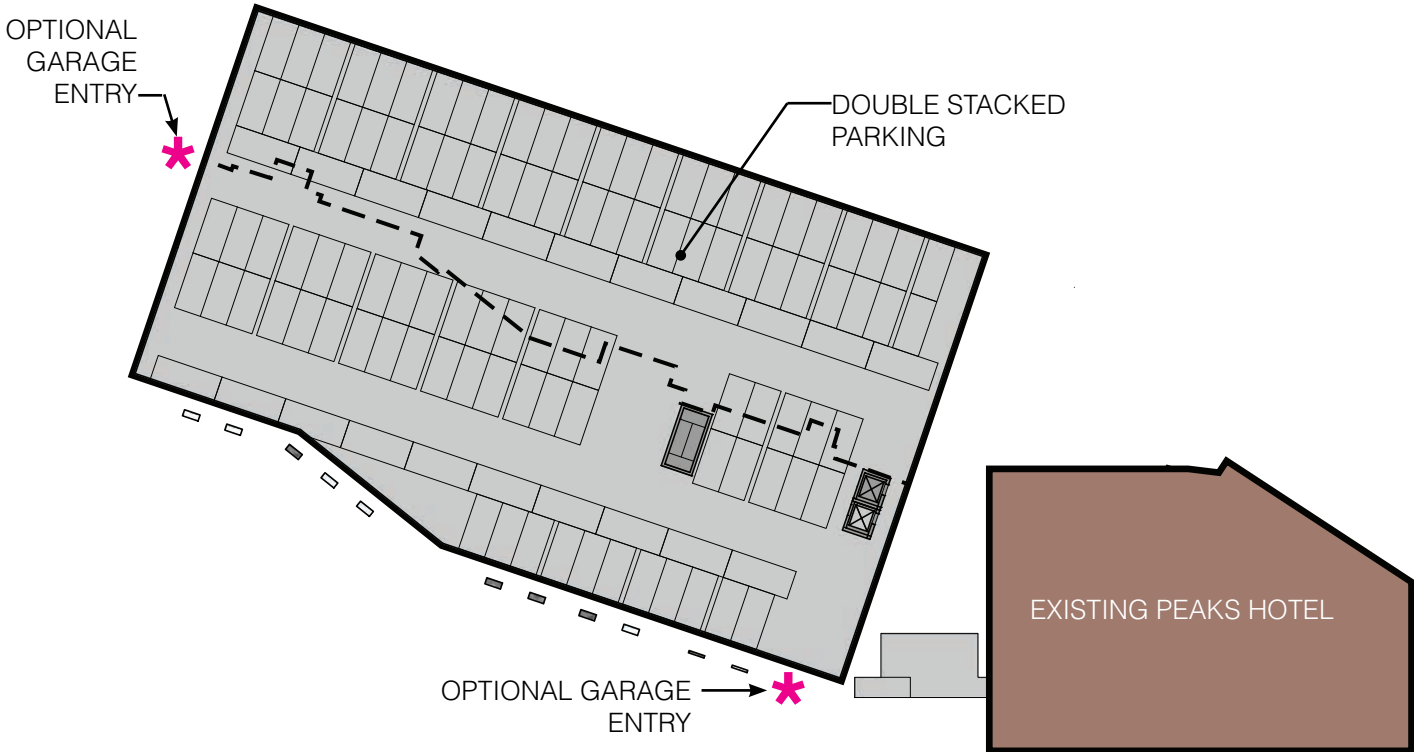 OPTIONAL
GARAGE
ENTRY
DOUBLE STACKED
PARKING
EXISTING PEAKS HOTEL
OPTIONAL GARAGE
ENTRY